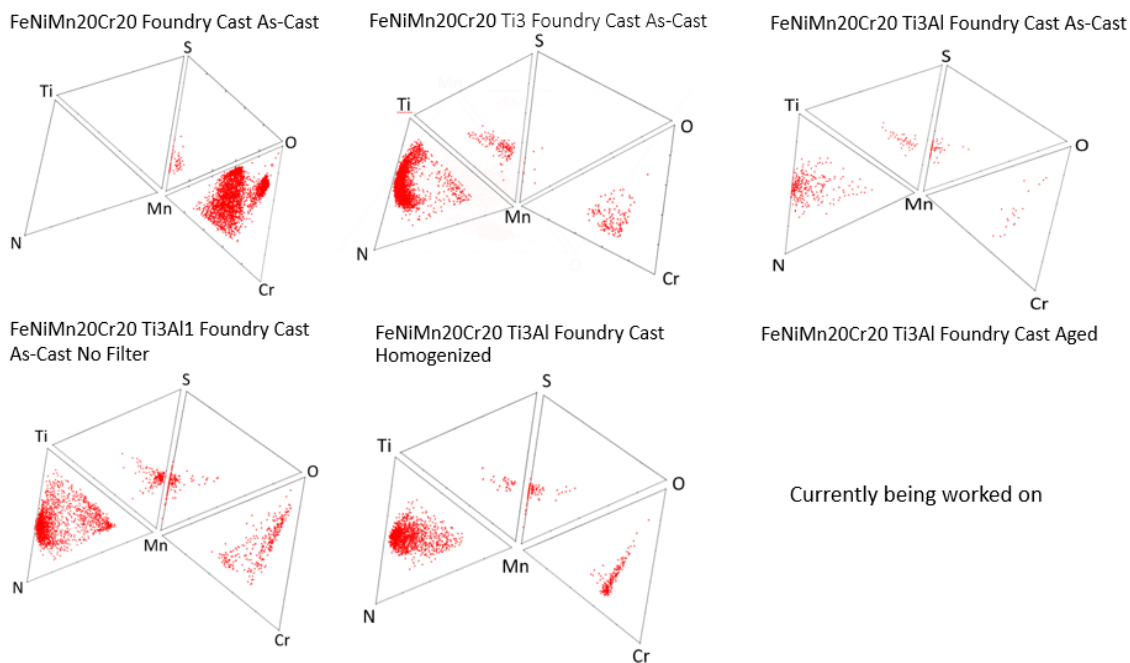 FeNiMn20Cr20 Foundry Cast As-Cast
FeNiMn20Cr20 Ti3 Foundry Cast As-Cast
FeNiMn20Cr20 Ti3Al Foundry Cast As-Cast
S
Ti
O
Mn
N
Cr
S
Ti
O
Mn
N
Cr
S
Ti
O
Mn
N
Cr
FeNiMn20Cr20 Ti3Al1 Foundry Cast
As-Cast No Filter
FeNiMn20Cr20 Ti3Al Foundry Cast
Homogenized
FeNiMn20Cr20 Ti3Al Foundry Cast Aged
S
Ti
O
Mn
N
Cr
S
Ti
O
Mn
N
Cr
Currently being worked on